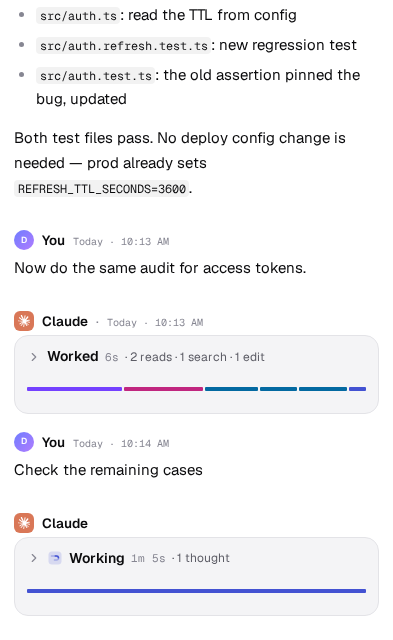 src/auth.ts: read the TTL from config
src/auth.refresh.test.ts: new regression test
src/auth.test.ts: the old assertion pinned the
bug, updated
Both test files pass. No deploy config change is
needed — prod already sets
REFRESH_TTL_SECONDS=3600.
D You Today · 10:13 AM
Now do the same audit for access tokens.
Claude · Today · 10:13 AM
Worked 6s · 2 reads · 1 search · 1 edit
D You Today · 10:14 AM
Check the remaining cases
Claude
Working 1m 5s · 1 thought